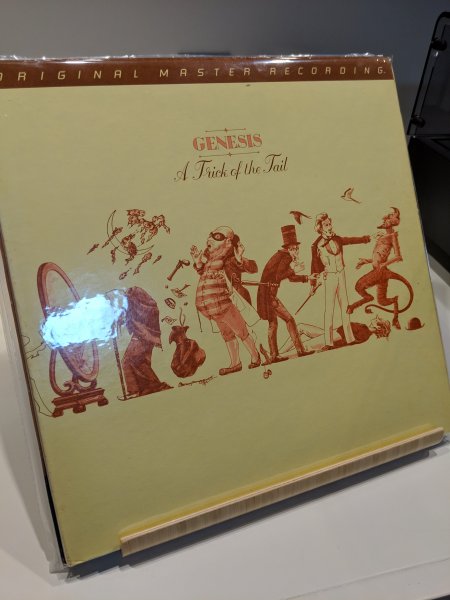 ORIGINAL MASTER RECORDING
GENESIS
A Trick of the Tail